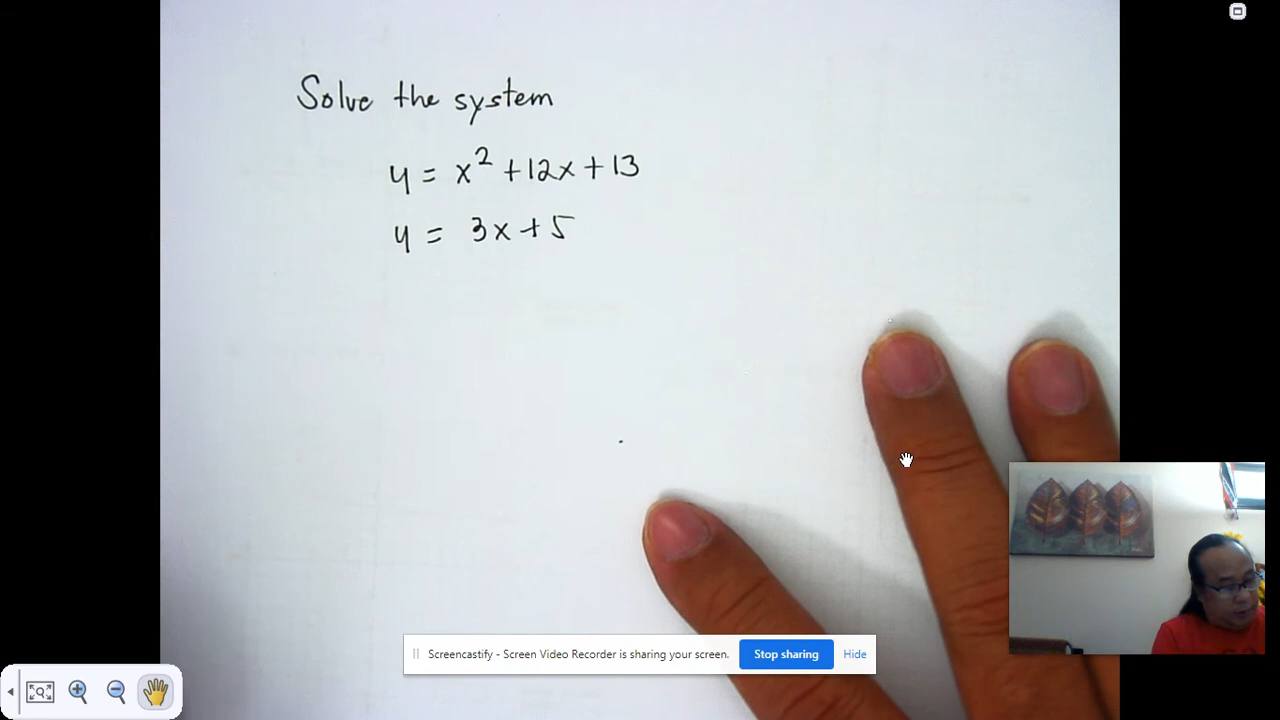 Solve the system
y = x² + 12x + 13
y = 3x + 5
Screencastify - Screen Video Recorder is sharing your screen.
Stop sharing
Hide